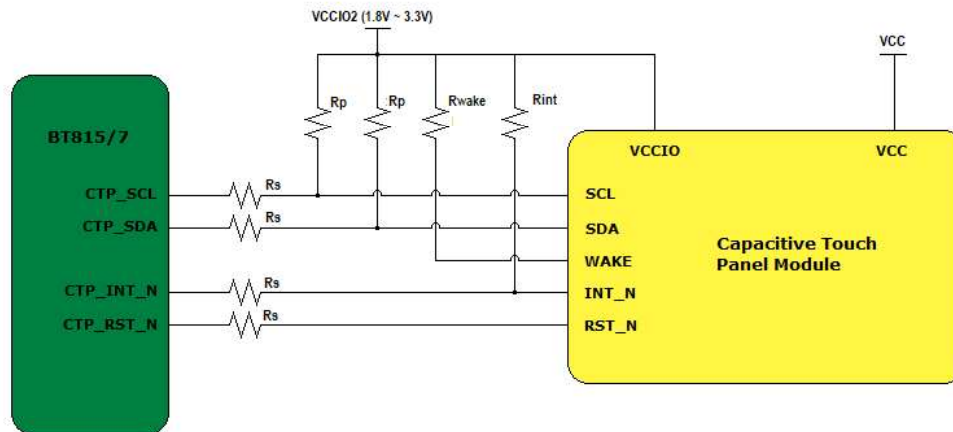 VCCIO2 (1.8V ~ 3.3V)
VCC
Rp
Rp
Rwake
Rint
BT815/7
VCCIO
VCC
CTP_SCL
Rs
SCL
CTP_SDA
Rs
SDA
WAKE
Capacitive Touch
Panel Module
CTP_INT_N
Rs
INT_N
CTP_RST_N
Rs
RST_N